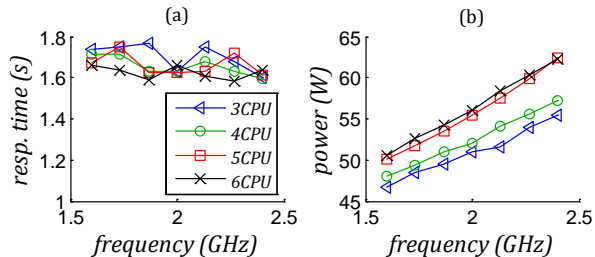 (a)
resp. time (s)
1.8
1.6
1.4
1.2
1
1.5
2
2.5
frequency (GHz)
3CPU
4CPU
5CPU
6CPU
(b)
power (W)
65
60
55
50
45
1.5
2
2.5
frequency (GHz)